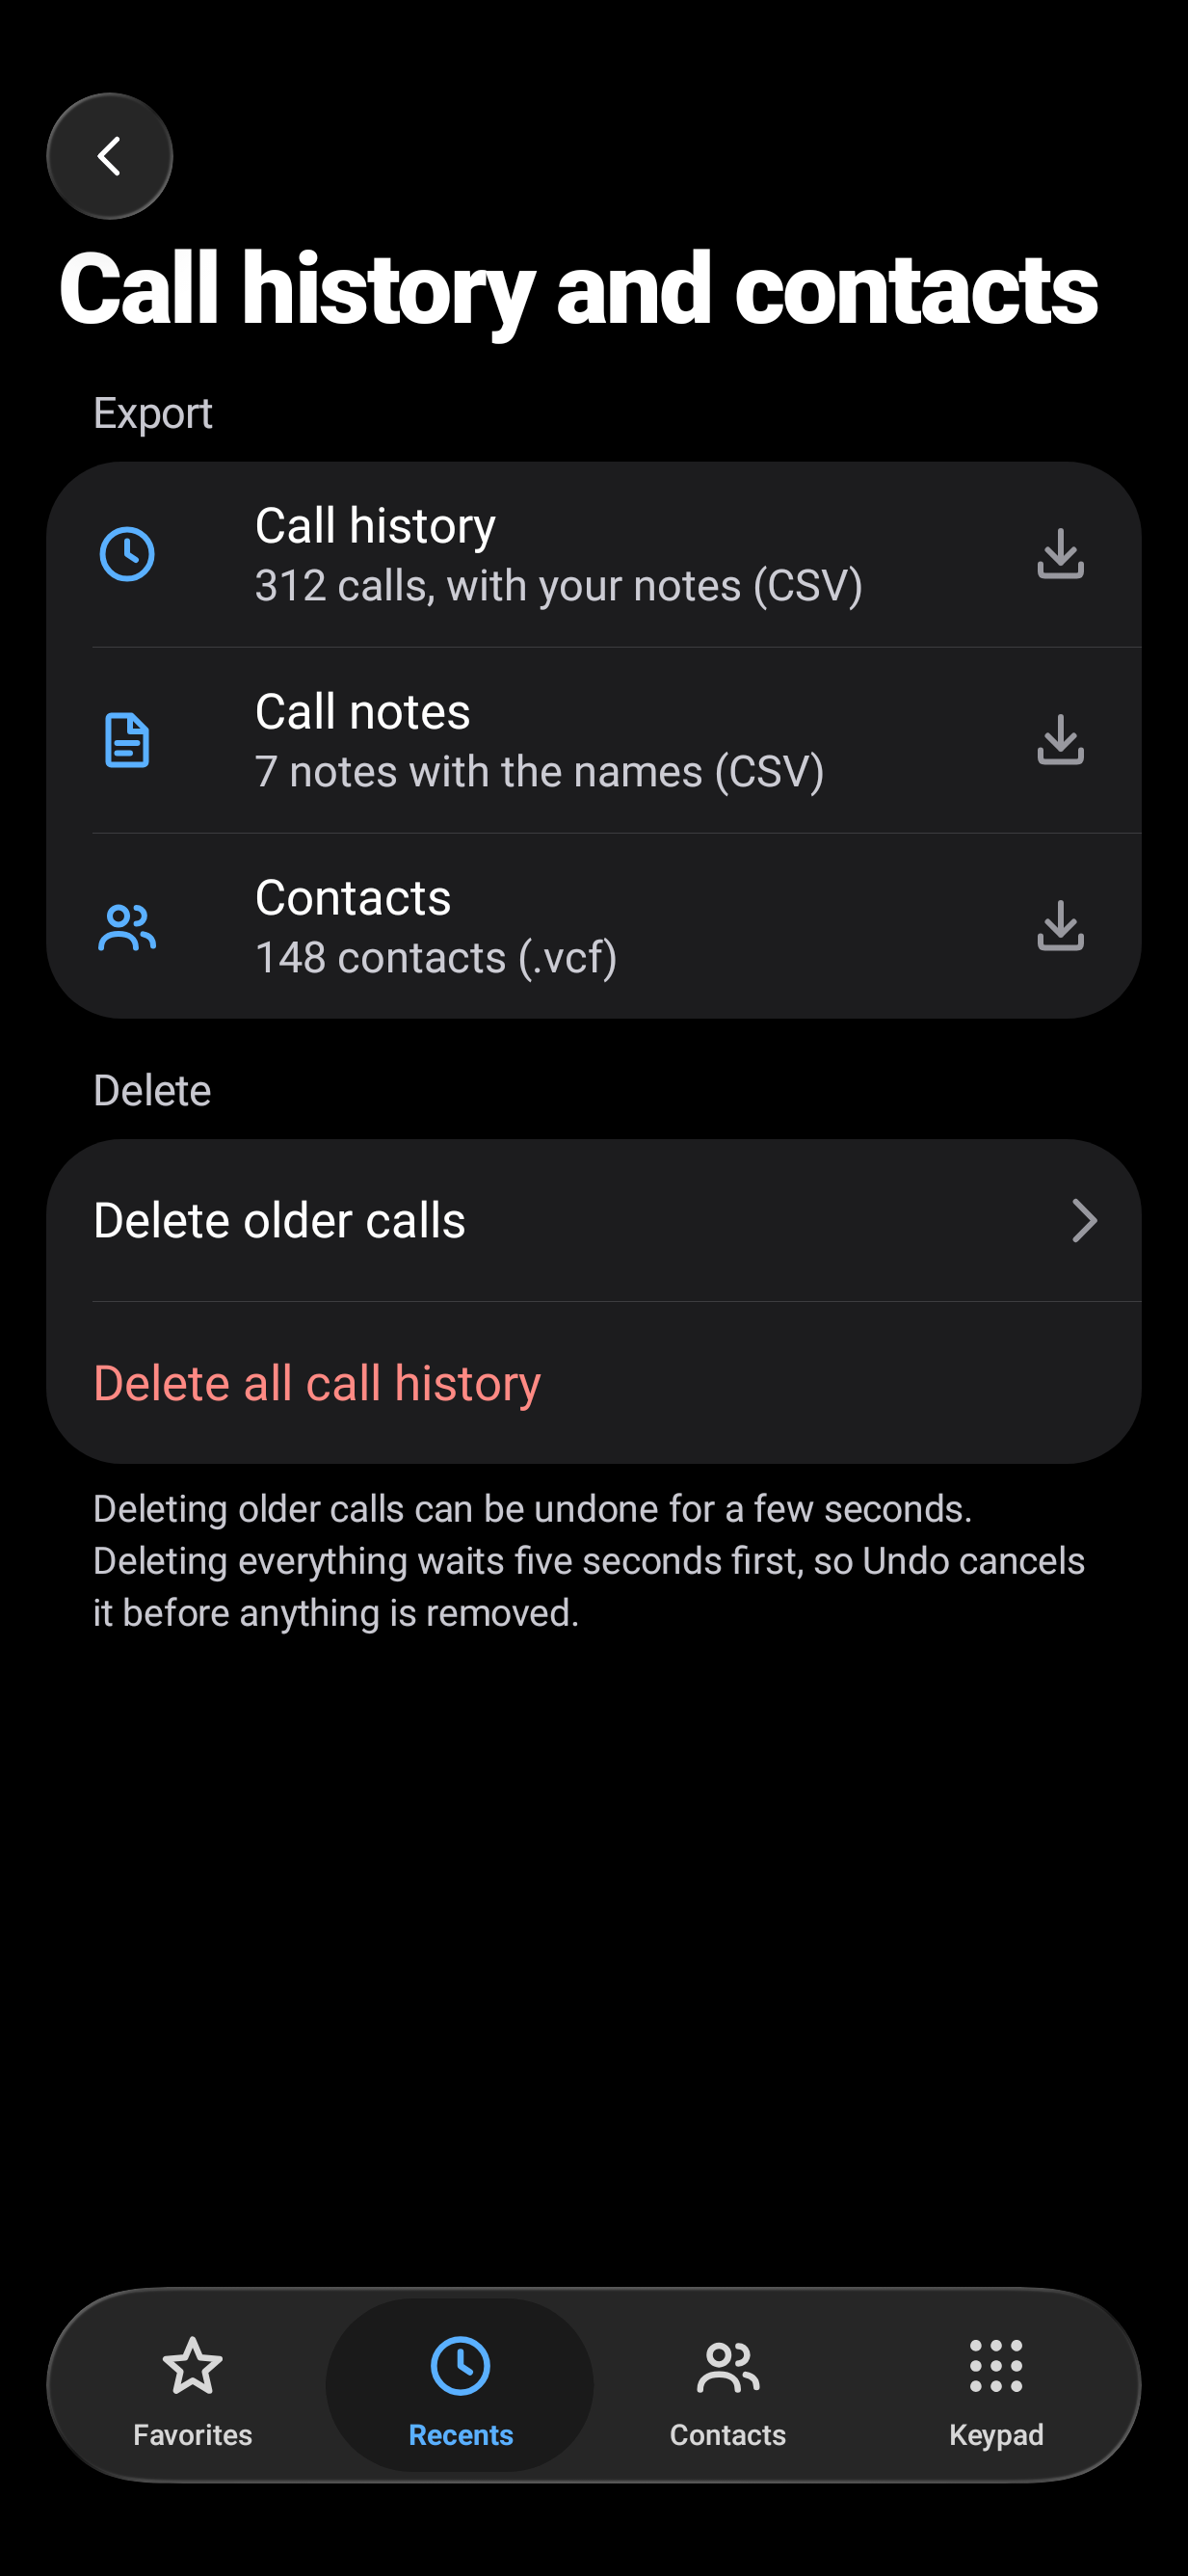 Call history and contacts
Export
Call history
312 calls, with your notes (CSV)
Call notes
7 notes with the names (CSV)
Contacts
148 contacts (.vcf)
Delete
Delete older calls
Delete all call history
Deleting older calls can be undone for a few seconds.
Deleting everything waits five seconds first, so Undo cancels
it before anything is removed.
Favorites
Recents
Contacts
Keypad